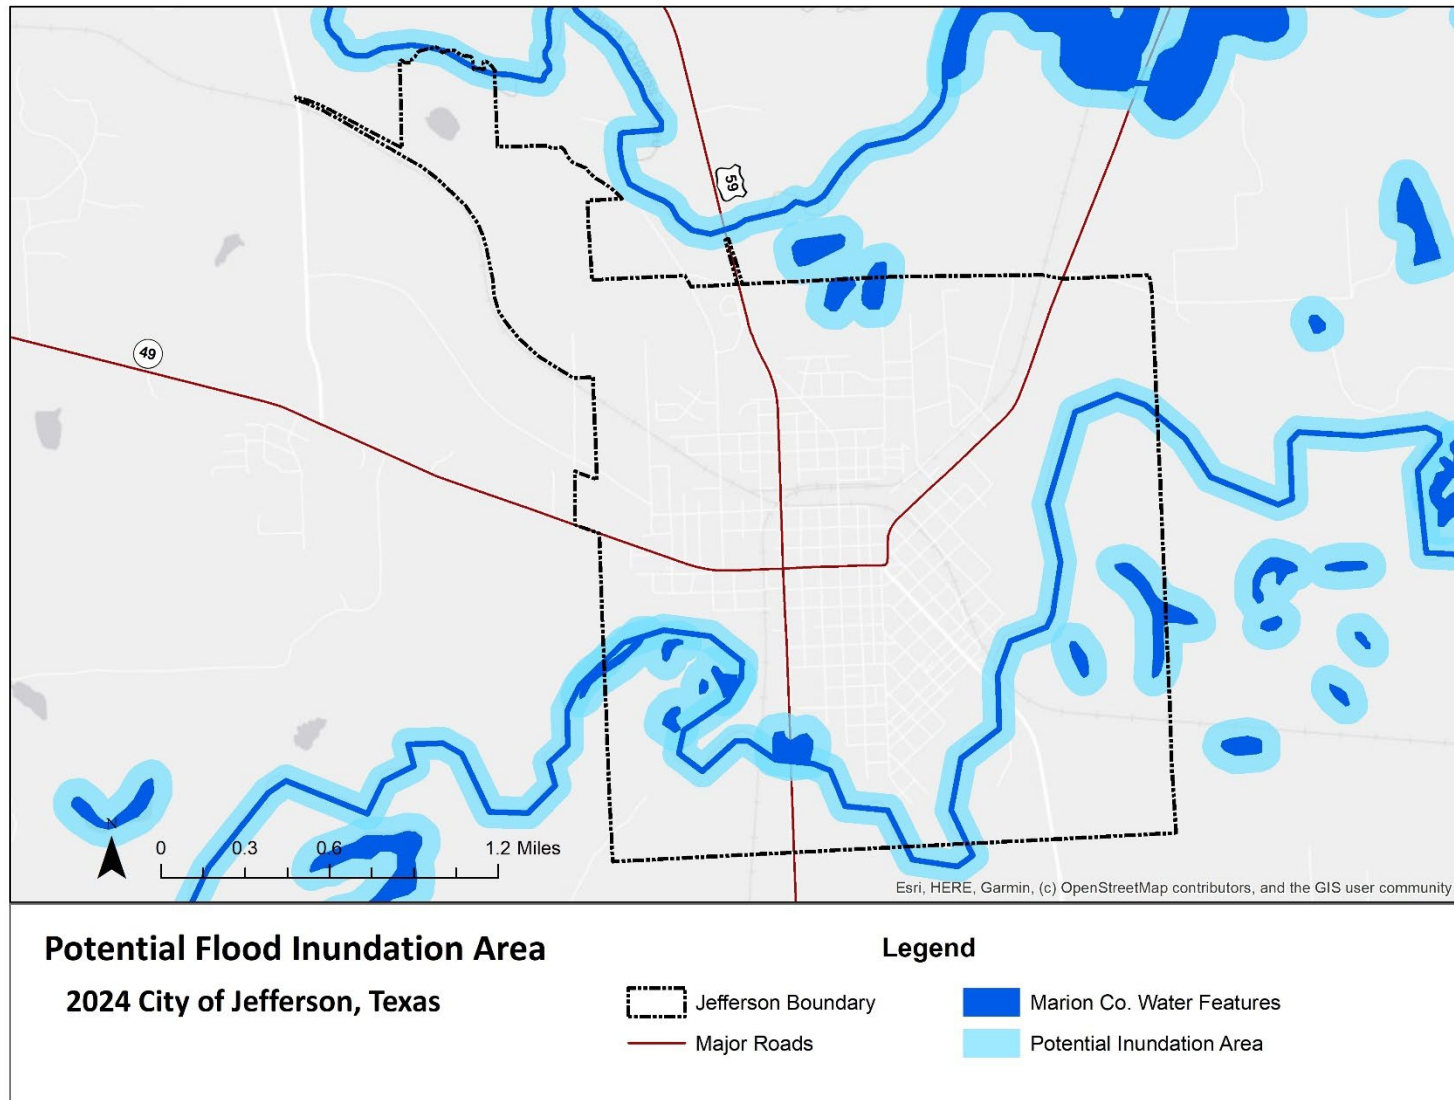 59
49
N
0 0.3 0.6 1.2 Miles
Esri, HERE, Garmin, (c) OpenStreetMap contributors, and the GIS user community
Potential Flood Inundation Area
2024 City of Jefferson, Texas
Legend
Jefferson Boundary
Major Roads
Marion Co. Water Features
Potential Inundation Area